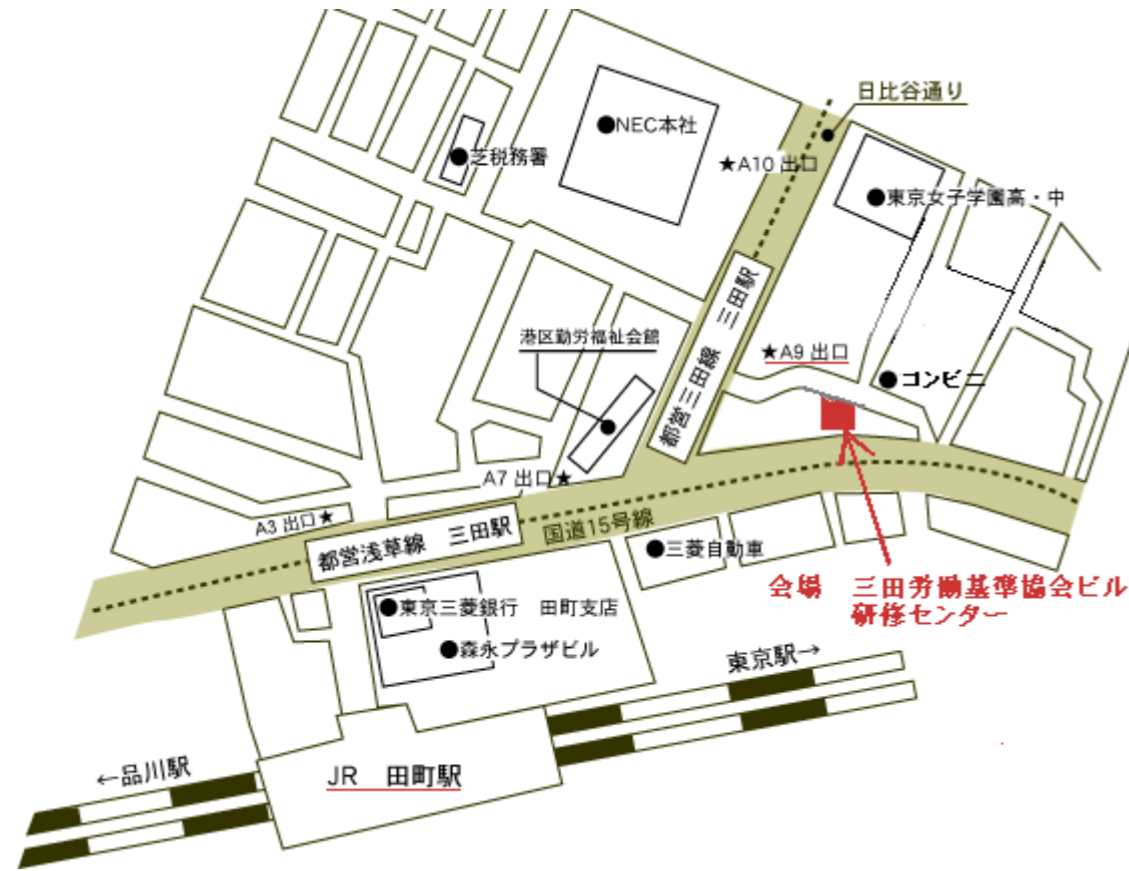 日比谷通り
●NEC本社
●芝税務署
★A10 出口
●東京女子学園高・中
都営三田線　三田駅
港区勤労福祉会館
★A9 出口
●コンビニ
A7 出口★
A3 出口★
都営浅草線　三田駅
国道15号線
●三菱自動車
会場　三田労働基準協会ビル
研修センター
●東京三菱銀行　田町支店
●森永プラザビル
東京駅→
←品川駅
JR　田町駅